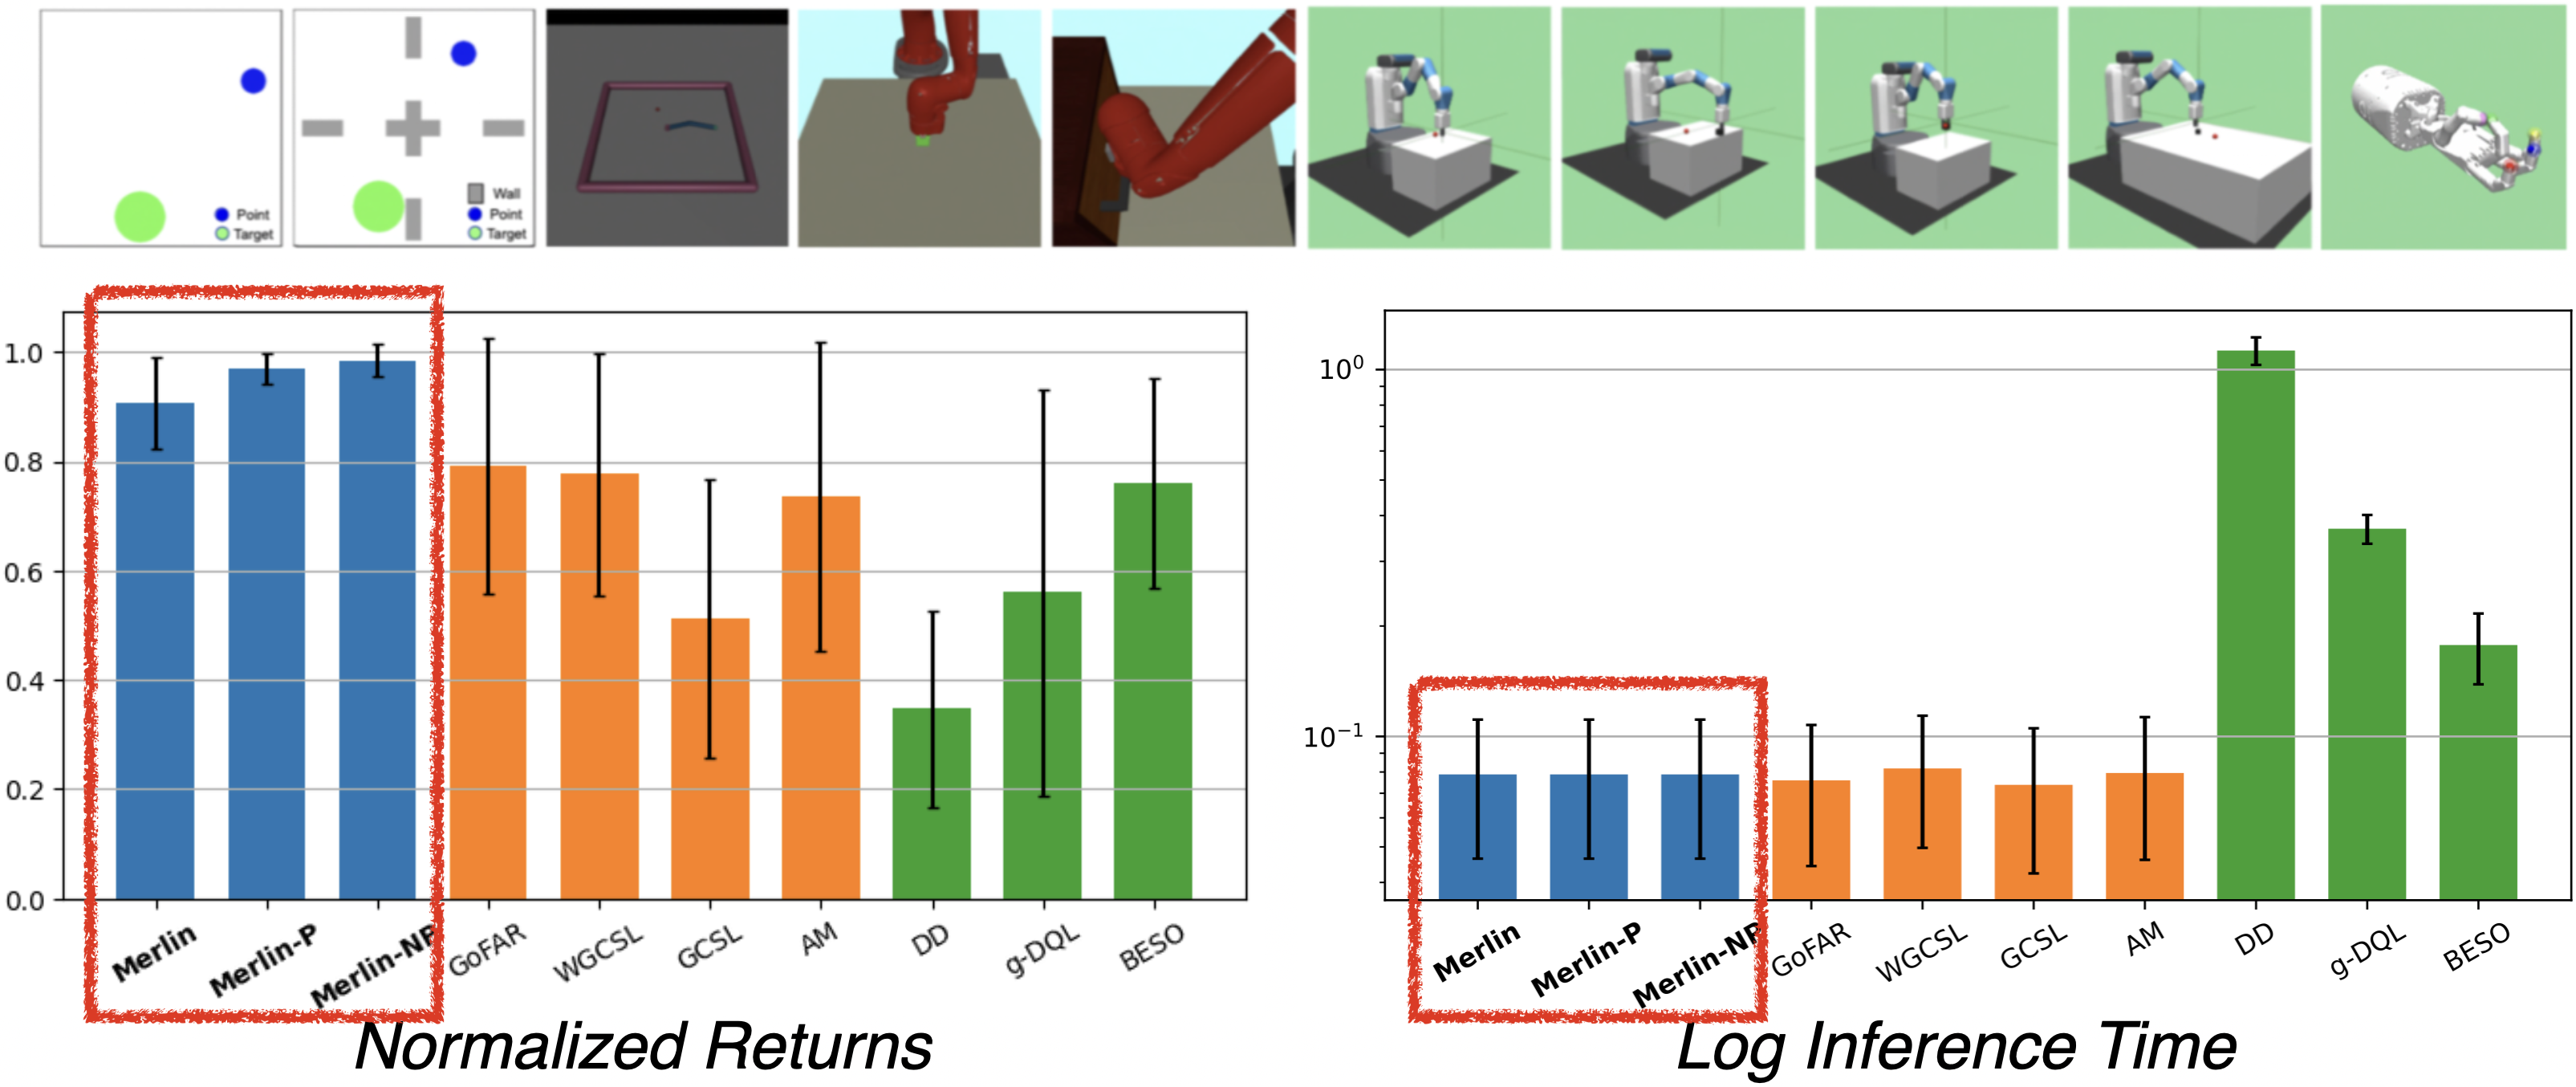 Point
Target
Wall
Point
Target
1.0
0.8
0.6
0.4
0.2
0.0
Merlin
Merlin-P
Merlin-NP
GoFAR
WGCSL
GCSL
AM
DD
g-DQL
BESO
Normalized Returns
10⁰
10⁻¹
Merlin
Merlin-P
Merlin-NP
GoFAR
WGCSL
GCSL
AM
DD
g-DQL
BESO
Log Inference Time